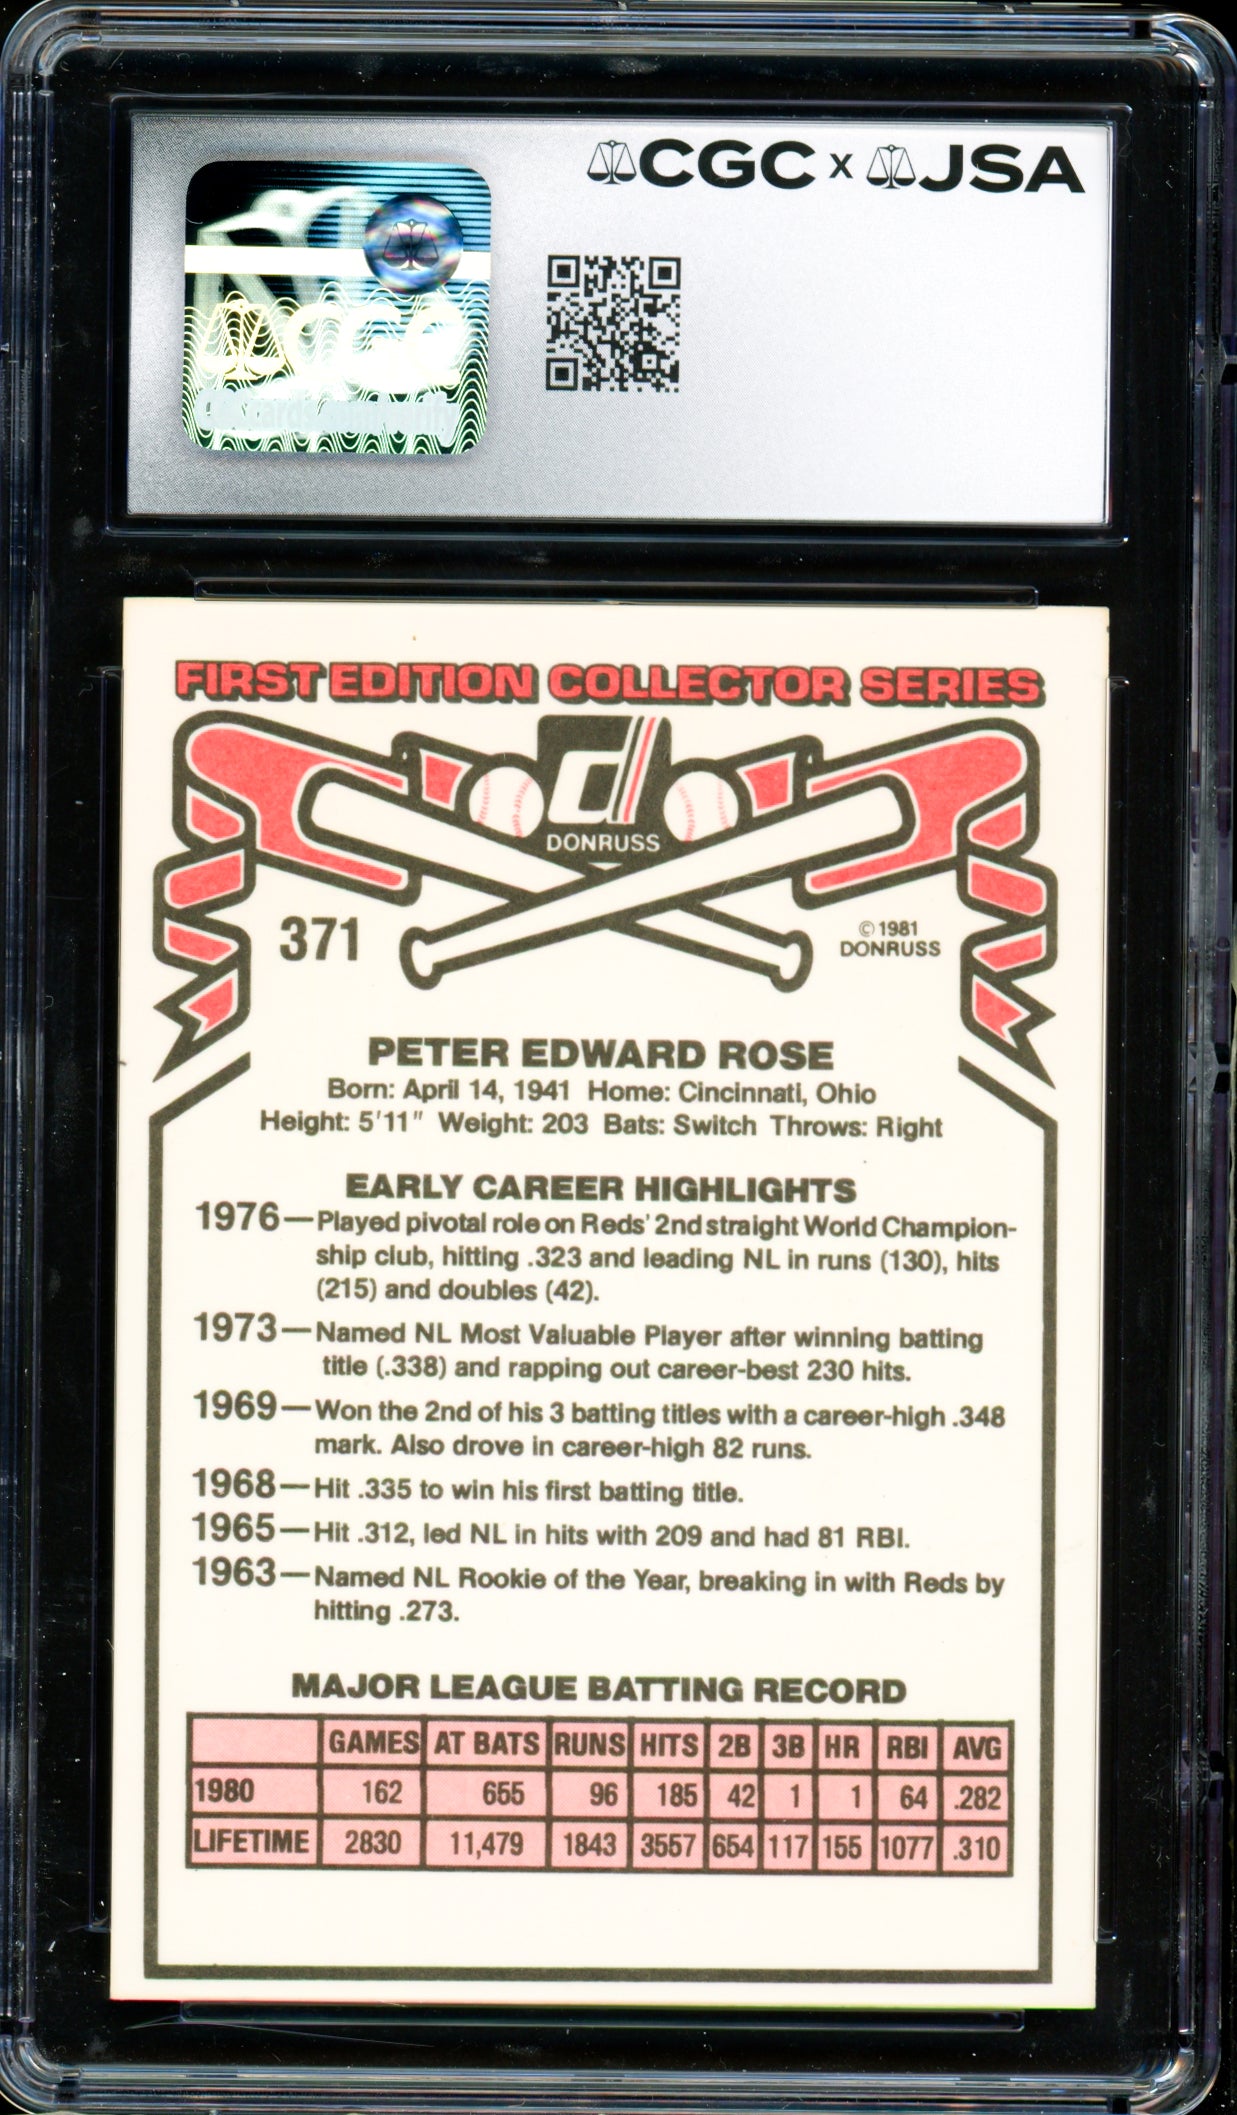 CGC x JSA
CGC
FIRST EDITION COLLECTOR SERIES
d
DONRUSS
371
© 1981
DONRUSS
PETER EDWARD ROSE
Born: April 14, 1941 Home: Cincinnati, Ohio
Height: 5'11" Weight: 203 Bats: Switch Throws: Right
EARLY CAREER HIGHLIGHTS
1976—Played pivotal role on Reds' 2nd straight World Champion-
ship club, hitting .323 and leading NL in runs (130), hits
(215) and doubles (42).
1973—Named NL Most Valuable Player after winning batting
title (.338) and rapping out career-best 230 hits.
1969—Won the 2nd of his 3 batting titles with a career-high .348
mark. Also drove in career-high 82 runs.
1968—Hit .335 to win his first batting title.
1965—Hit .312, led NL in hits with 209 and had 81 RBI.
1963—Named NL Rookie of the Year, breaking in with Reds by
hitting .273.
MAJOR LEAGUE BATTING RECORD
GAMES AT BATS RUNS HITS 2B 3B HR RBI AVG
1980 162 655 96 185 42 1 1 64 .282
LIFETIME 2830 11,479 1843 3557 654 117 155 1077 .310